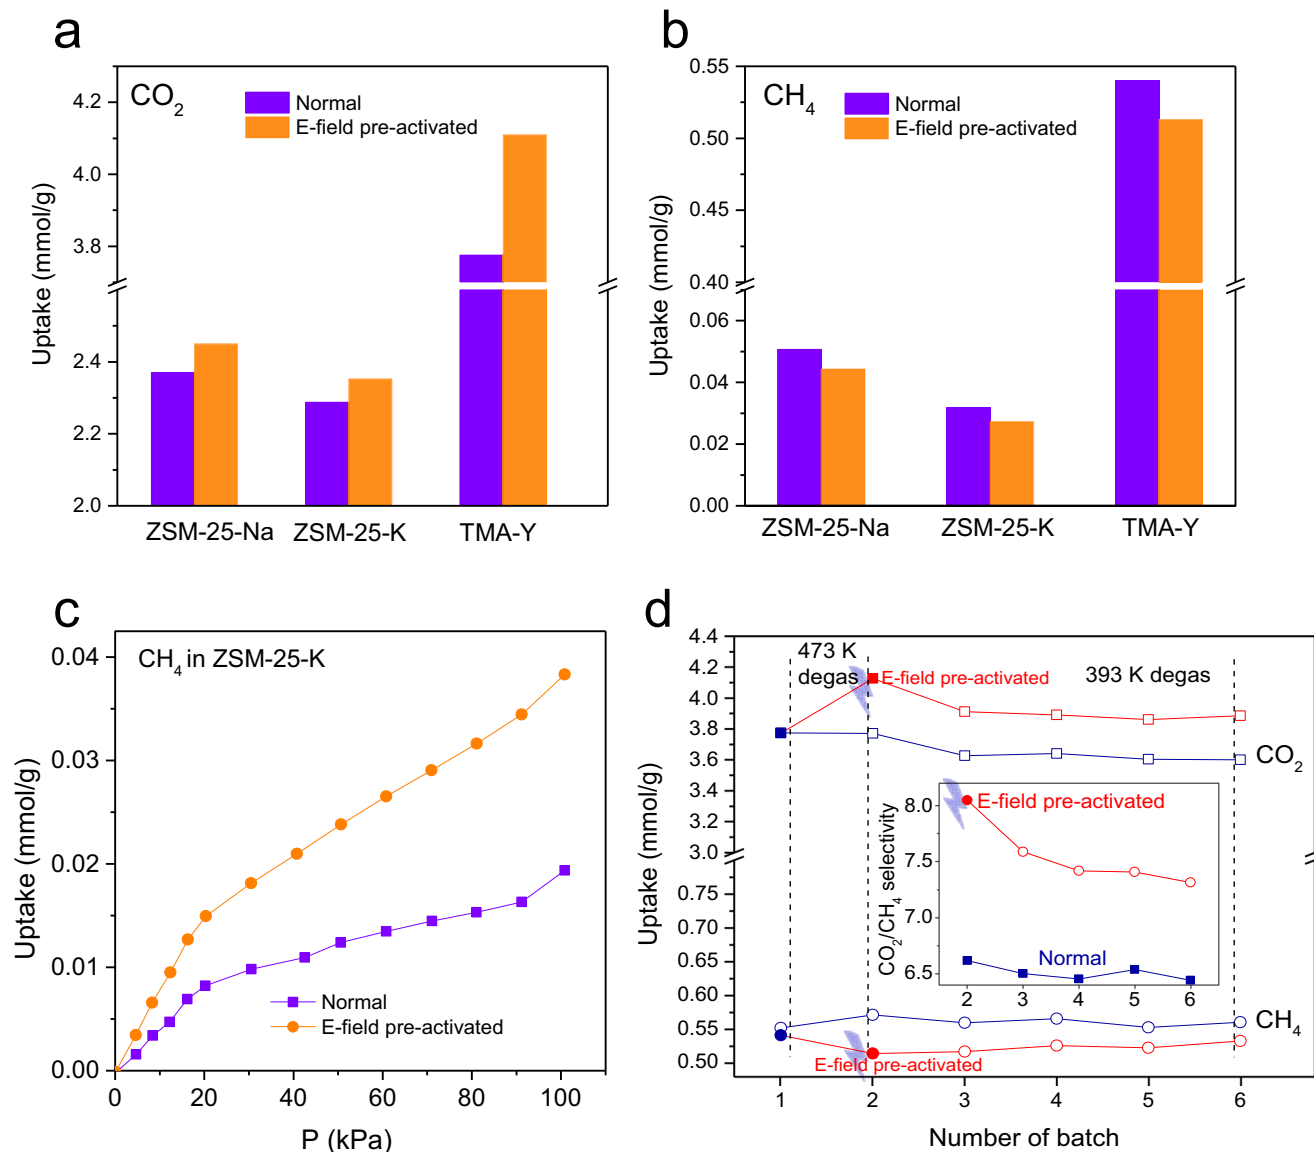 a
CO2
Normal
E-field pre-activated
Uptake (mmol/g)
4.2
4.0
3.8
2.4
2.2
2.0
ZSM-25-Na ZSM-25-K TMA-Y
b
CH4
Normal
E-field pre-activated
Uptake (mmol/g)
0.55
0.50
0.45
0.40
0.06
0.04
0.02
0.00
ZSM-25-Na ZSM-25-K TMA-Y
c
CH4 in ZSM-25-K
Uptake (mmol/g)
0.04
0.03
0.02
0.01
0.00
Normal
E-field pre-activated
0 20 40 60 80 100
P (kPa)
d
473 K
degas
E-field pre-activated
393 K degas
Uptake (mmol/g)
4.4
4.2
4.0
3.8
3.6
3.4
3.2
3.0
0.75
0.70
0.65
0.60
0.55
0.50
CO2
CH4
E-field pre-activated
CO2/CH4 selectivity
8.0
7.5
7.0
6.5
E-field pre-activated
Normal
2 3 4 5 6
1 2 3 4 5 6
Number of batch